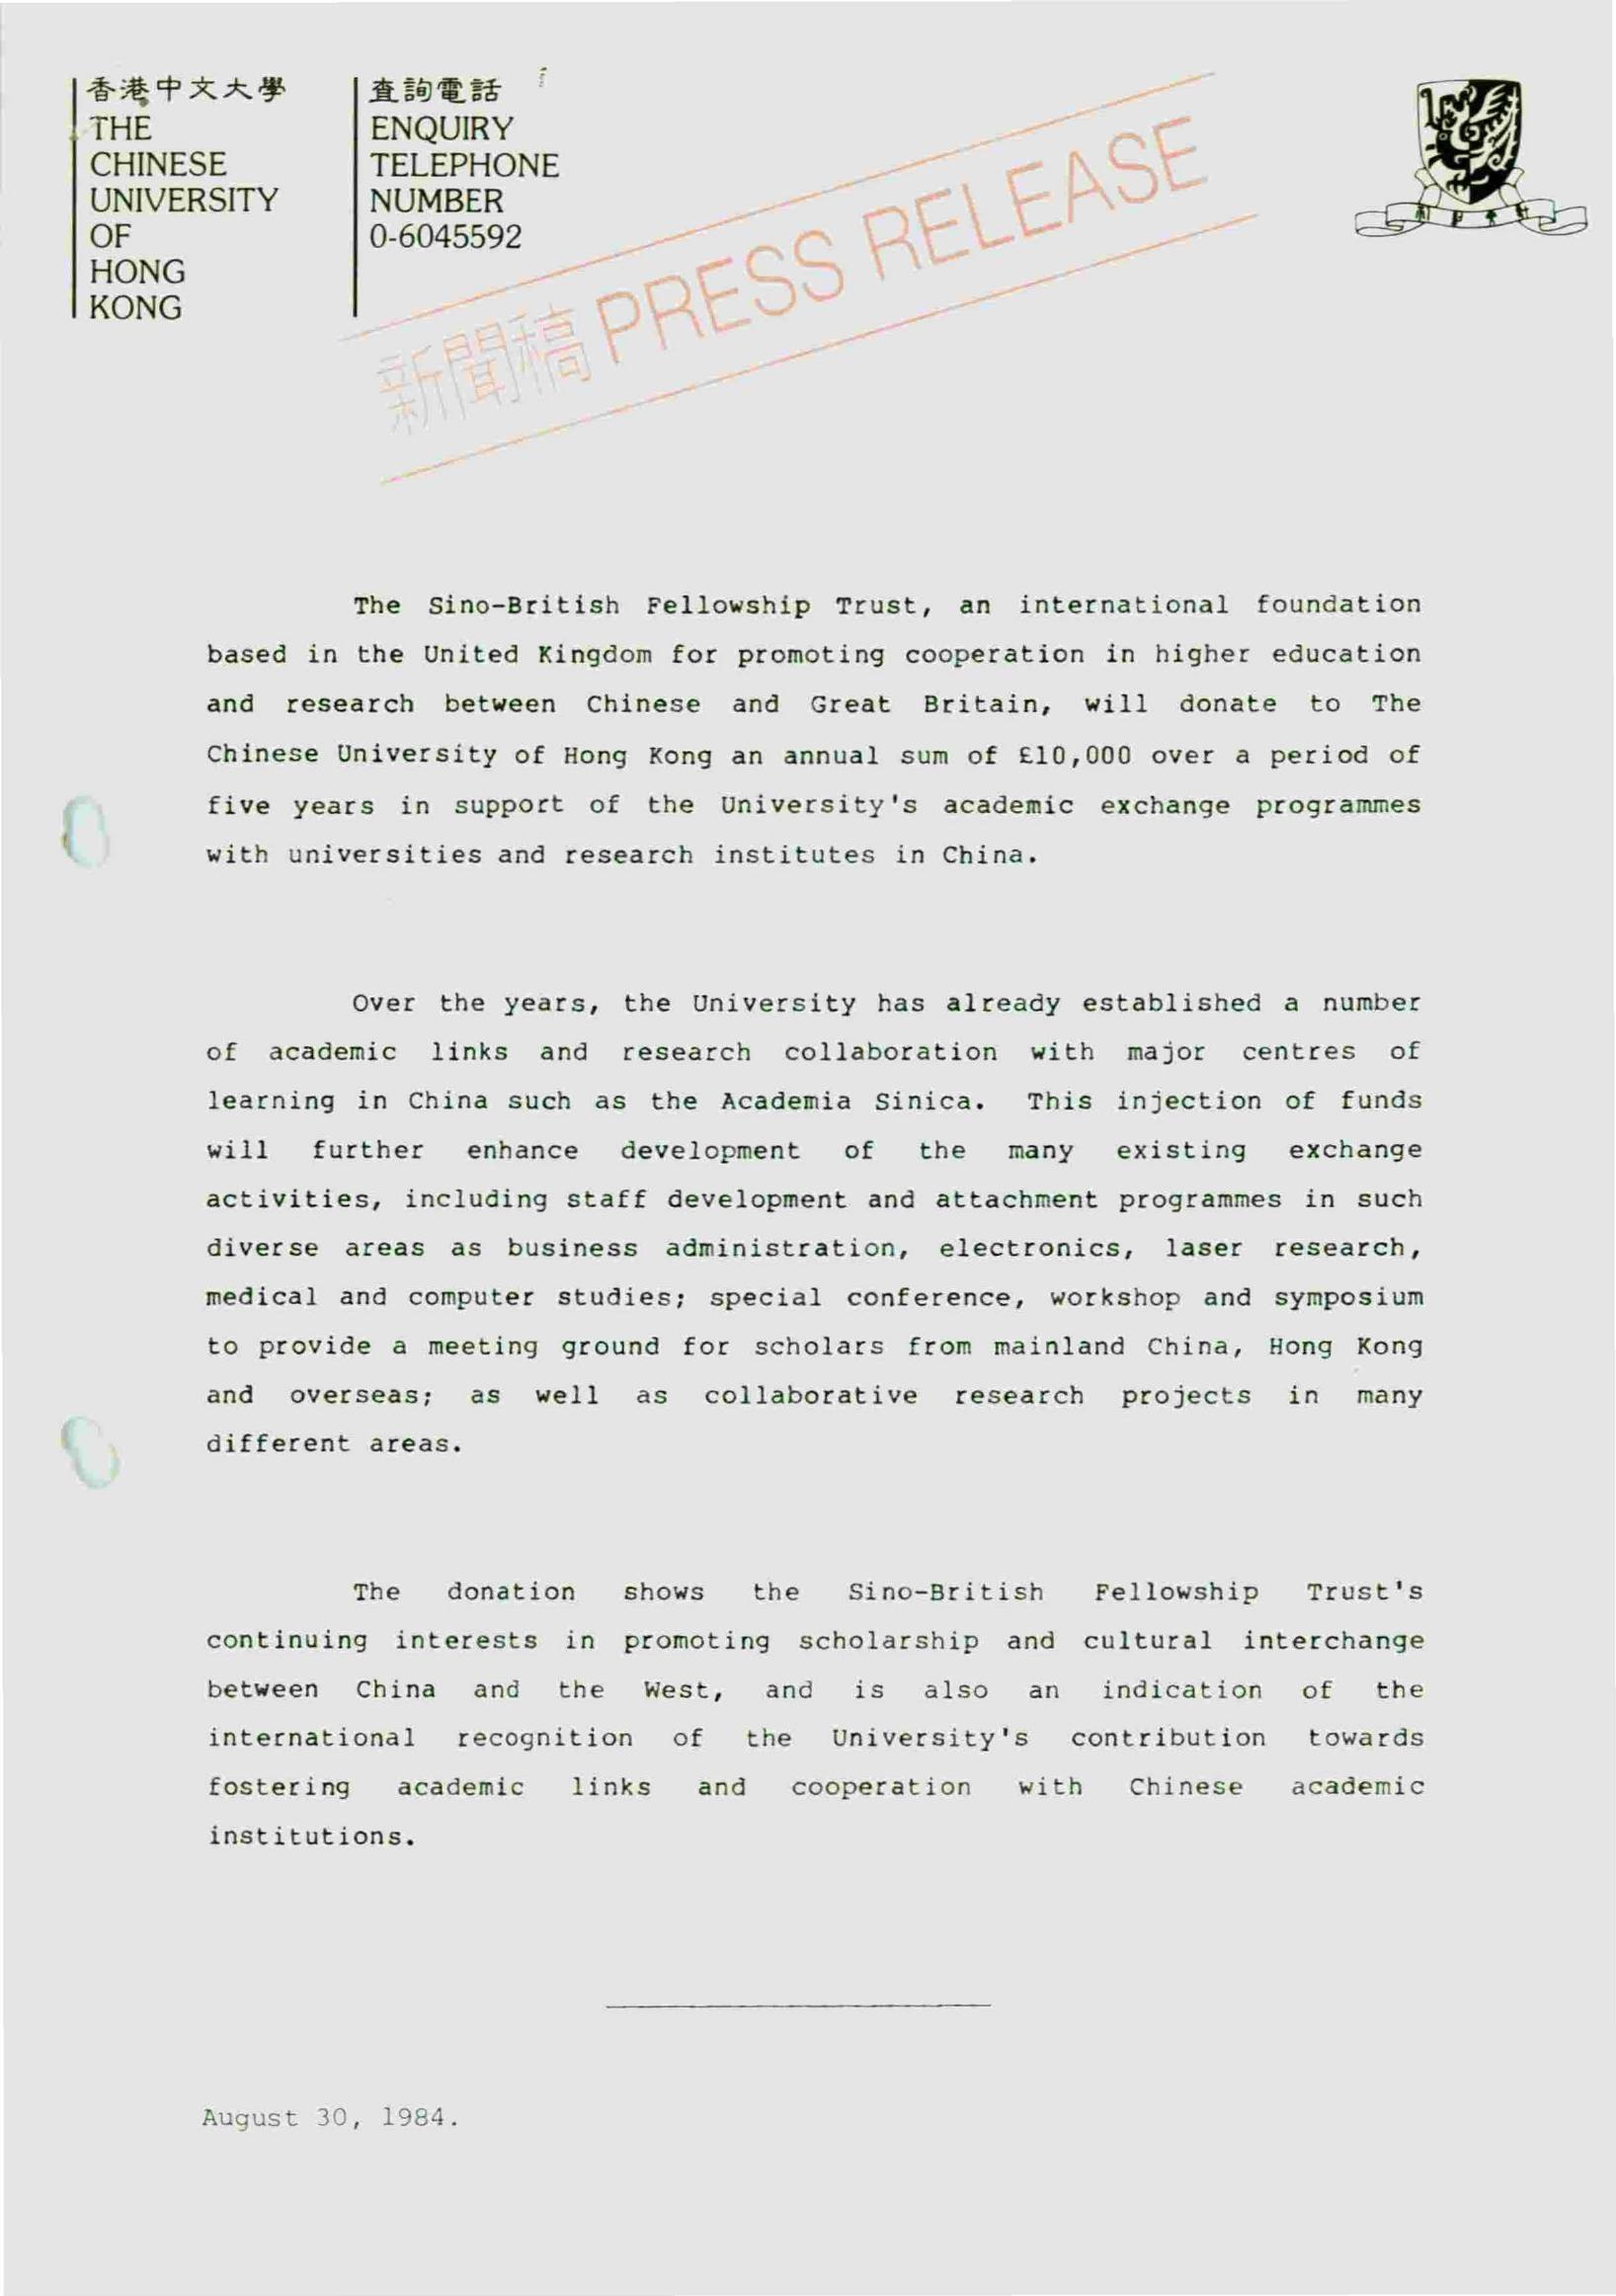 香港中文大學
THE
CHINESE
UNIVERSITY
OF
HONG
KONG
查詢電話
ENQUIRY
TELEPHONE
NUMBER
0-6045592
新聞稿 PRESS RELEASE
The Sino-British Fellowship Trust, an international foundation
based in the United Kingdom for promoting cooperation in higher education
and research between Chinese and Great Britain, will donate to The
Chinese University of Hong Kong an annual sum of £10,000 over a period of
five years in support of the University's academic exchange programmes
with universities and research institutes in China.
Over the years, the University has already established a number
of academic links and research collaboration with major centres of
learning in China such as the Academia Sinica. This injection of funds
will further enhance development of the many existing exchange
activities, including staff development and attachment programmes in such
diverse areas as business administration, electronics, laser research,
medical and computer studies; special conference, workshop and symposium
to provide a meeting ground for scholars from mainland China, Hong Kong
and overseas; as well as collaborative research projects in many
different areas.
The donation shows the Sino-British Fellowship Trust's
continuing interests in promoting scholarship and cultural interchange
between China and the West, and is also an indication of the
international recognition of the University's contribution towards
fostering academic links and cooperation with Chinese academic
institutions.
August 30, 1984.